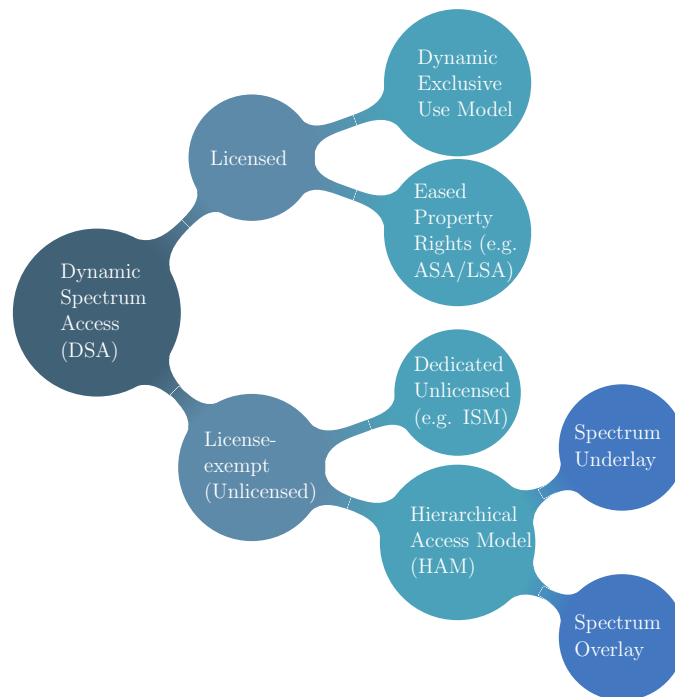 Dynamic
Spectrum
Access
(DSA)
Licensed
Dynamic
Exclusive
Use Model
Eased
Property
Rights (e.g.
ASA/LSA)
License-
exempt
(Unlicensed)
Dedicated
Unlicensed
(e.g. ISM)
Hierarchical
Access Model
(HAM)
Spectrum
Underlay
Spectrum
Overlay